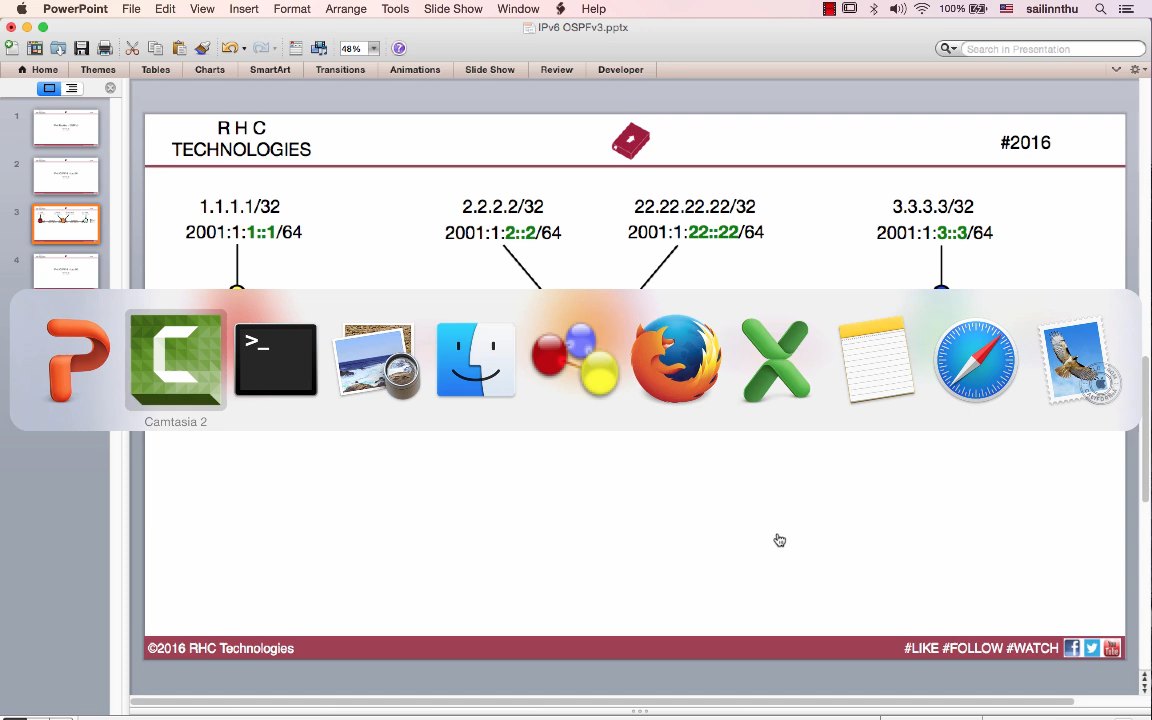 PowerPoint File Edit View Insert Format Arrange Tools Slide Show Window Help 100% sailinnthu
IPv6 OSPFv3.pptx
48% Search in Presentation
Home Themes Tables Charts SmartArt Transitions Animations Slide Show Review Developer
R H C
TECHNOLOGIES
#2016
1
2
3
4
1.1.1.1/32 2.2.2.2/32 22.22.22.22/32 3.3.3.3/32
2001:1:1::1/64 2001:1:2::2/64 2001:1:22::22/64 2001:1:3::3/64
>_
Camtasia 2
©2016 RHC Technologies #LIKE #FOLLOW #WATCH